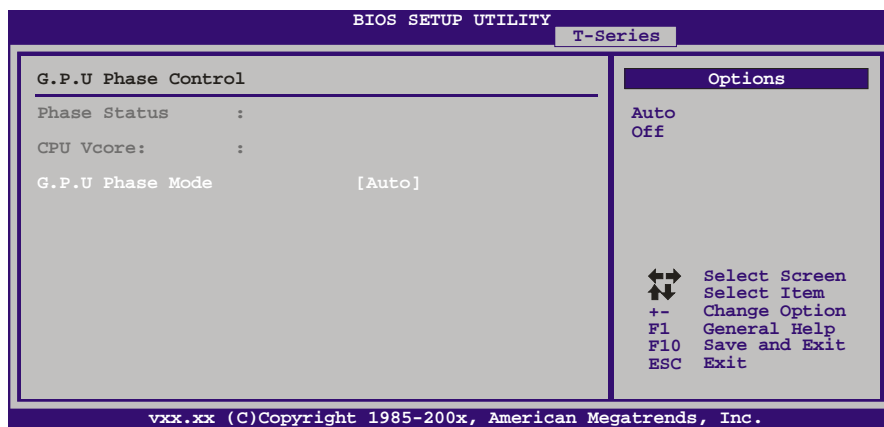 BIOS SETUP UTILITY
T-Series
G.P.U Phase Control
Phase Status :
CPU Vcore: :
G.P.U Phase Mode [Auto]
Options
Auto
Off
Select Screen
Select Item
+- Change Option
F1 General Help
F10 Save and Exit
ESC Exit
vxx.xx (C)Copyright 1985-200x, American Megatrends, Inc.